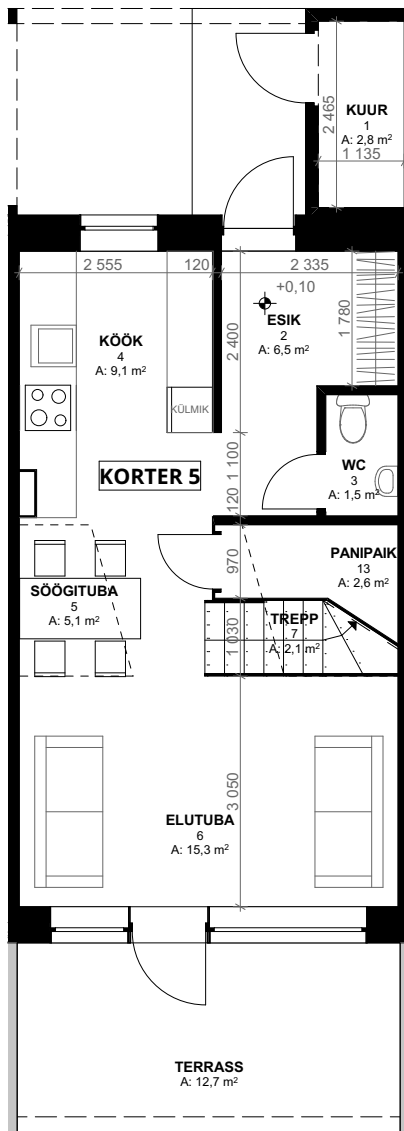 KUUR
1
A: 2,8 m²
2 465
1 135
2 555
120
2 335
+0,10
ESIK
2
A: 6,5 m²
2 400
1 780
KÖÖK
4
A: 9,1 m²
KÜLMIK
WC
3
A: 1,5 m²
1 100
120
KORTER 5
PANIPAIK
13
A: 2,6 m²
970
SÖÖGITUBA
5
A: 5,1 m²
TREPP
7
A: 2,1 m²
1 030
3 050
ELUTUBA
6
A: 15,3 m²
TERRASS
A: 12,7 m²